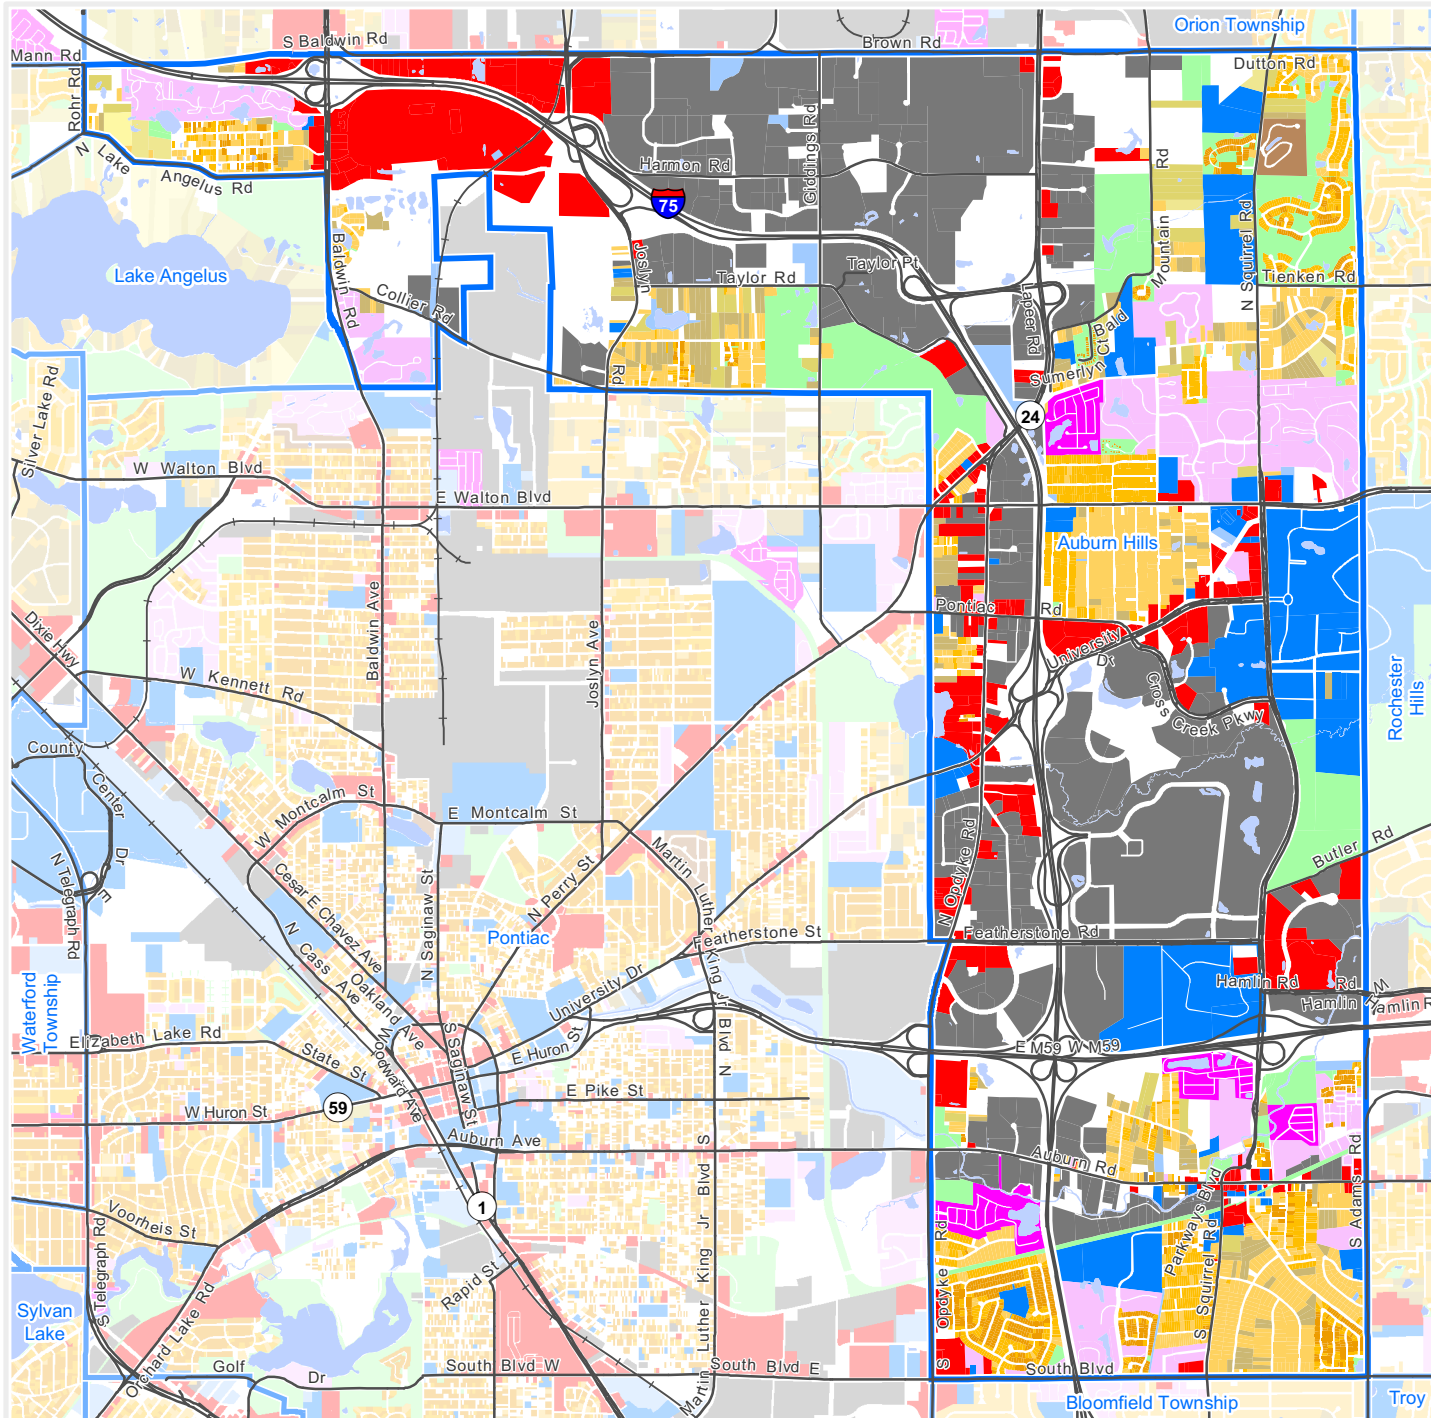 Orion Township
S Baldwin Rd
Brown Rd
Mann Rd
Dutton Rd
Rohr Rd
N Lake Angelus Rd
Harmon Rd
Giddings Rd
75
Mountain Rd
N Squirrel Rd
Lake Angelus
Baldwin Rd
Joslyn Rd
Taylor Rd
Taylor Pt
Tienken Rd
Collier Rd
Lapeer Rd
Bald
Sumerlyn Ct
Silver Lake Rd
24
W Walton Blvd
E Walton Blvd
Auburn Hills
Dixie Hwy
Baldwin Ave
Joslyn Ave
Pontiac Rd
University Dr
W Kennett Rd
Cross Creek Pkwy
Rochester
Hills
County Center Dr E
W Montcalm St
E Montcalm St
N Opdyke Rd
Butler Rd
N Telegraph Rd
Cesar E Chavez Ave
N Saginaw St
N Perry St
Martin Luther King Jr Blvd N
N Cass Ave
Pontiac
Featherstone St
Featherstone Rd
Oakland Ave
University Dr
Hamlin Rd
Hamlin Rd
W Hamlin R
Waterford
Township
Elizabeth Lake Rd
State St
Woodward Ave
S Saginaw St
E Huron St
E M59
W M59
59
W Huron St
E Pike St
Auburn Ave
Auburn Rd
Martin Luther King Jr Blvd S
Parkways Blvd
S Adams Rd
Voorheis St
1
S Telegraph Rd
Rapid St
S Opdyke Rd
S Squirrel Rd
Sylvan
Lake
Orchard Lake Rd
Golf Dr
South Blvd W
South Blvd E
South Blvd
Bloomfield Township
Troy